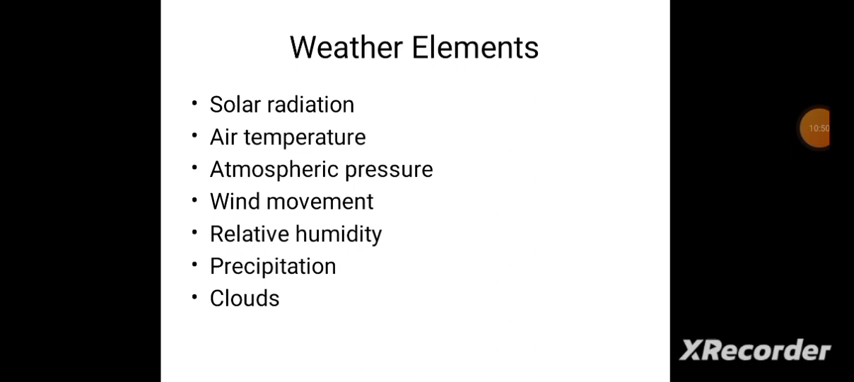 Weather Elements
• Solar radiation
• Air temperature
• Atmospheric pressure
• Wind movement
• Relative humidity
• Precipitation
• Clouds
10:50
XRecorder